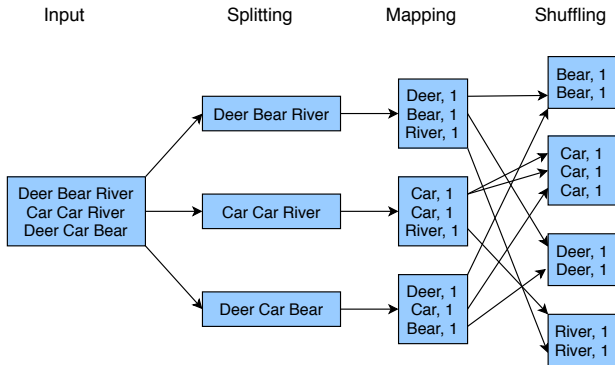 Input
Splitting
Mapping
Shuffling
Deer Bear River
Car Car River
Deer Car Bear
Deer Bear River
Car Car River
Deer Car Bear
Deer, 1
Bear, 1
River, 1
Car, 1
Car, 1
River, 1
Deer, 1
Car, 1
Bear, 1
Bear, 1
Bear, 1
Car, 1
Car, 1
Car, 1
Deer, 1
Deer, 1
River, 1
River, 1